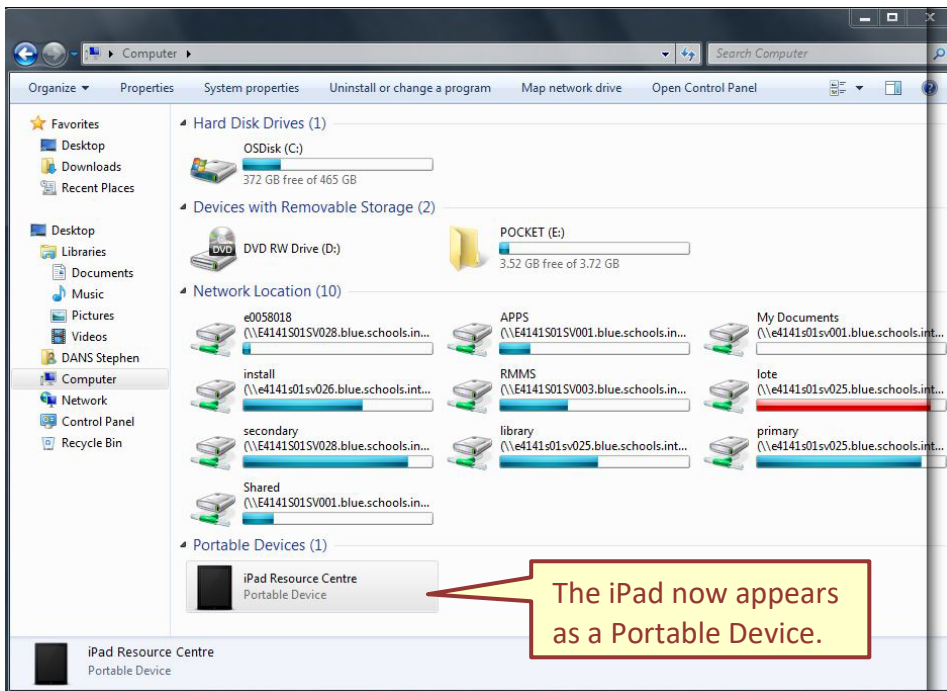 Computer
Search Computer
Organize
Properties
System properties
Uninstall or change a program
Map network drive
Open Control Panel
Favorites
Desktop
Downloads
Recent Places
Desktop
Libraries
Documents
Music
Pictures
Videos
DANS Stephen
Computer
Network
Control Panel
Recycle Bin
Hard Disk Drives (1)
OSDisk (C:)
372 GB free of 465 GB
Devices with Removable Storage (2)
DVD RW Drive (D:)
POCKET (E:)
3.52 GB free of 3.72 GB
Network Location (10)
e0058018
(\\E4141S01SV028.blue.schools.in...
APPS
(\\E4141S01SV001.blue.schools.in...
My Documents
(\\e4141s01sv001.blue.schools.int...
install
(\\e4141s01sv026.blue.schools.int...
RMMS
(\\E4141S01SV003.blue.schools.in...
lote
(\\e4141s01sv025.blue.schools.int...
secondary
(\\E4141S01SV028.blue.schools.in...
library
(\\e4141s01sv025.blue.schools.int...
primary
(\\e4141s01sv025.blue.schools.int...
Shared
(\\E4141S01SV001.blue.schools.in...
Portable Devices (1)
iPad Resource Centre
Portable Device
The iPad now appears
as a Portable Device.
iPad Resource Centre
Portable Device